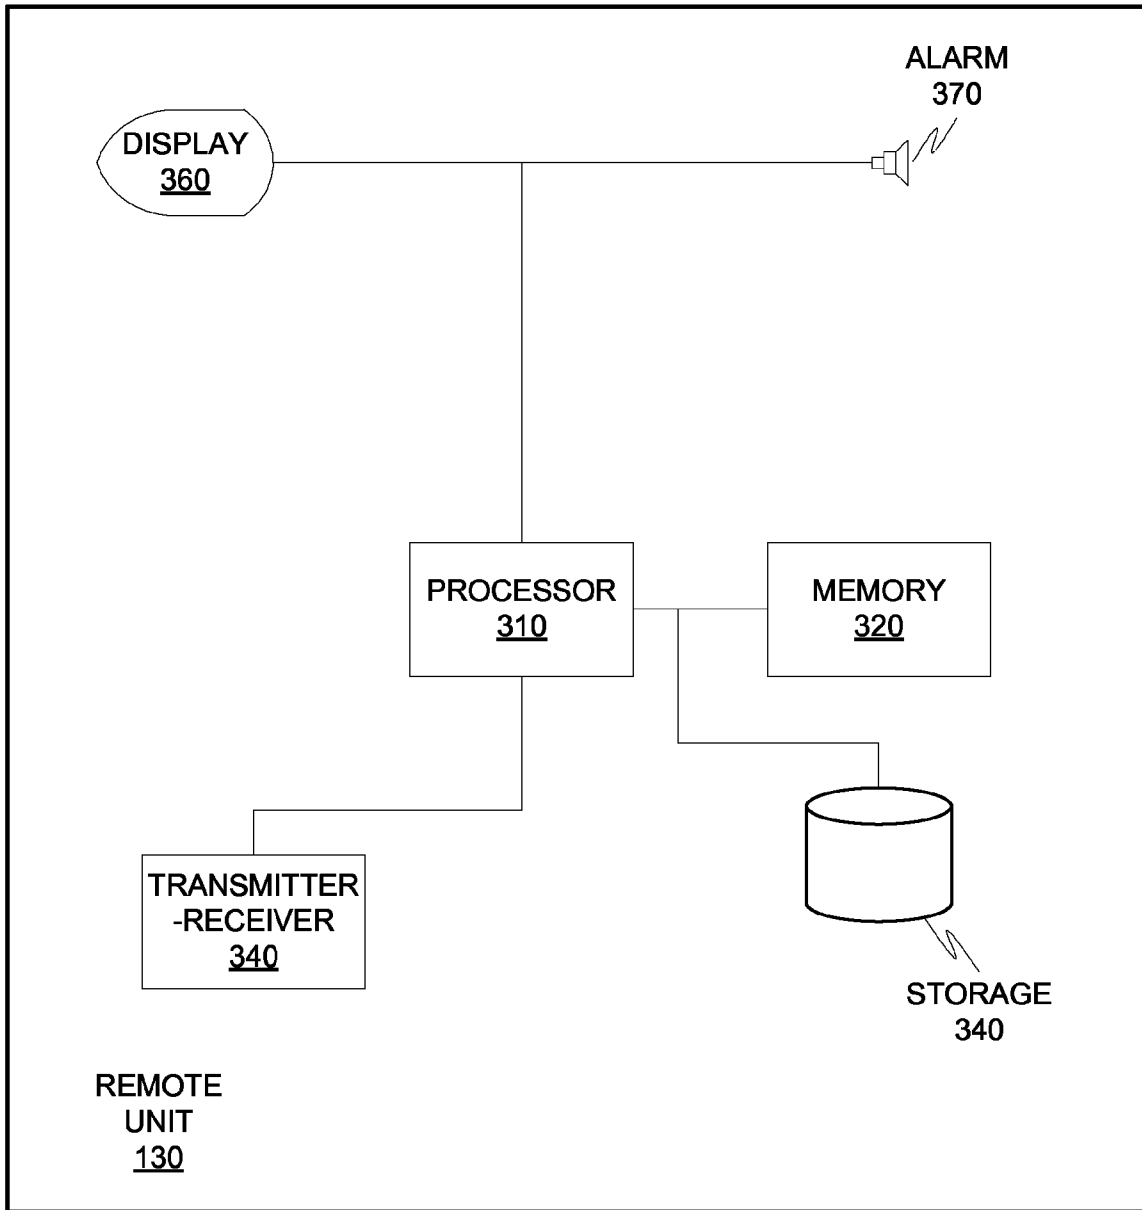 ALARM
370
DISPLAY
360
PROCESSOR
310
MEMORY
320
TRANSMITTER
-RECEIVER
340
STORAGE
340
REMOTE
UNIT
130